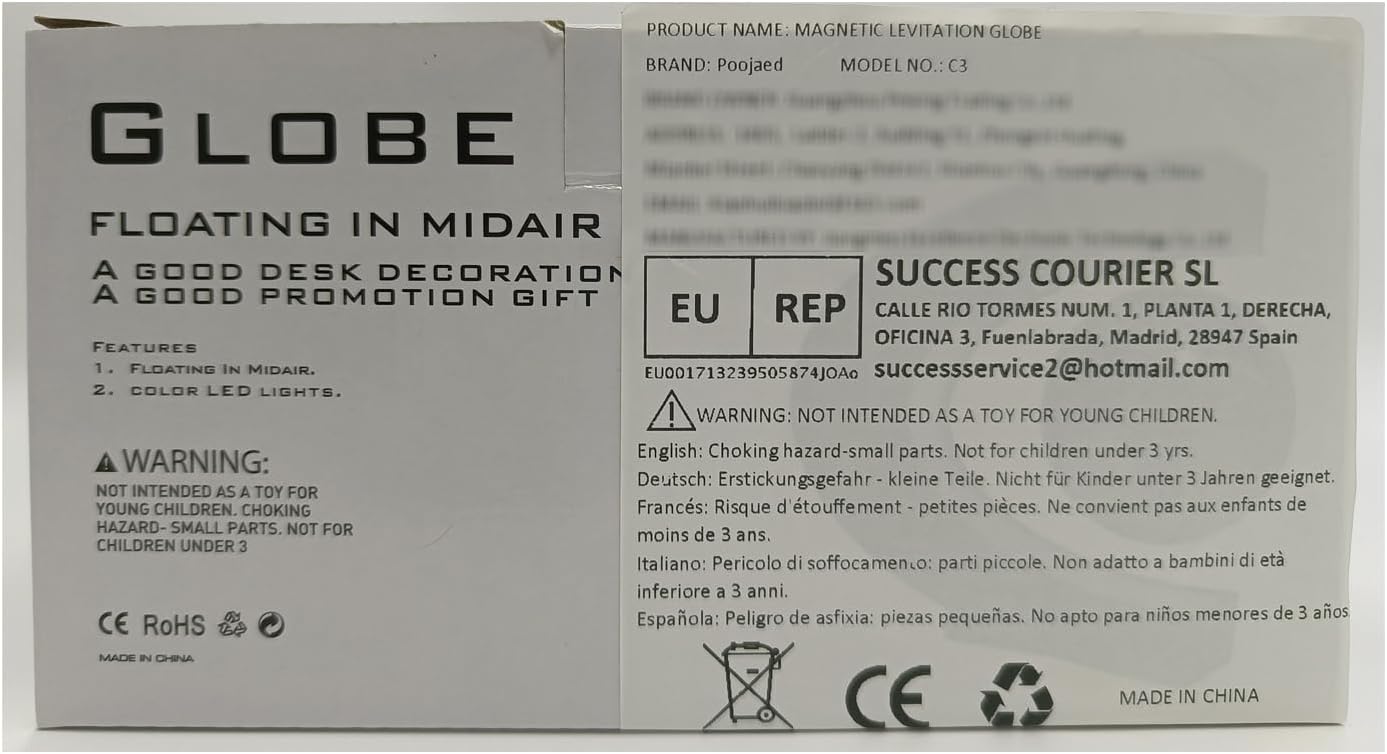 GLOBE
FLOATING IN MIDAIR
A GOOD DESK DECORATION
A GOOD PROMOTION GIFT
FEATURES
1. FLOATING IN MIDAIR.
2. COLOR LED LIGHTS.
WARNING:
NOT INTENDED AS A TOY FOR
YOUNG CHILDREN. CHOKING
HAZARD- SMALL PARTS. NOT FOR
CHILDREN UNDER 3
CE RoHS
MADE IN CHINA
PRODUCT NAME: MAGNETIC LEVITATION GLOBE
BRAND: Poojaed MODEL NO.: C3
EU REP
SUCCESS COURIER SL
CALLE RIO TORMES NUM. 1, PLANTA 1, DERECHA,
OFICINA 3, Fuenlabrada, Madrid, 28947 Spain
EU001713239505874JOAo successservice2@hotmail.com
WARNING: NOT INTENDED AS A TOY FOR YOUNG CHILDREN.
English: Choking hazard-small parts. Not for children under 3 yrs.
Deutsch: Erstickungsgefahr - kleine Teile. Nicht für Kinder unter 3 Jahren geeignet.
Francés: Risque d'étouffement - petites pièces. Ne convient pas aux enfants de
moins de 3 ans.
Italiano: Pericolo di soffocamento: parti piccole. Non adatto a bambini di età
inferiore a 3 anni.
Española: Peligro de asfixia: piezas pequeñas. No apto para niños menores de 3 años
CE
MADE IN CHINA